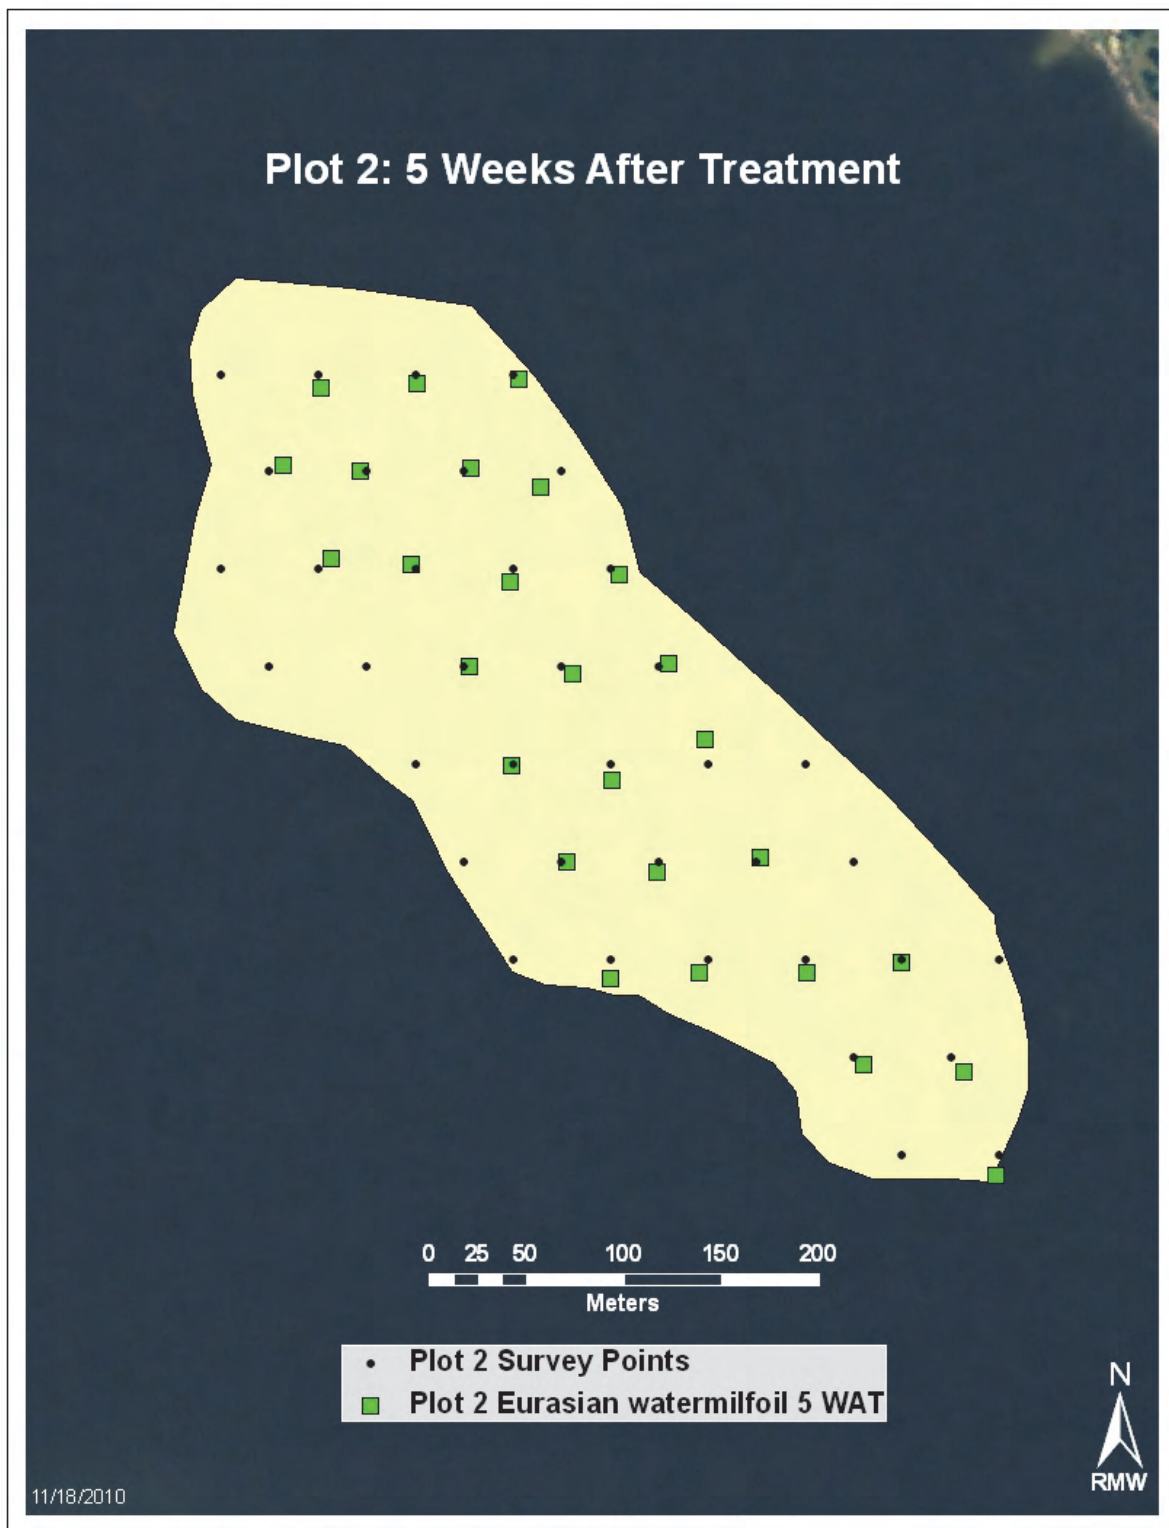 Plot 2: 5 Weeks After Treatment
0 25 50 100 150 200
Meters
Plot 2 Survey Points
Plot 2 Eurasian watermilfoil 5 WAT
N
RMW
11/18/2010